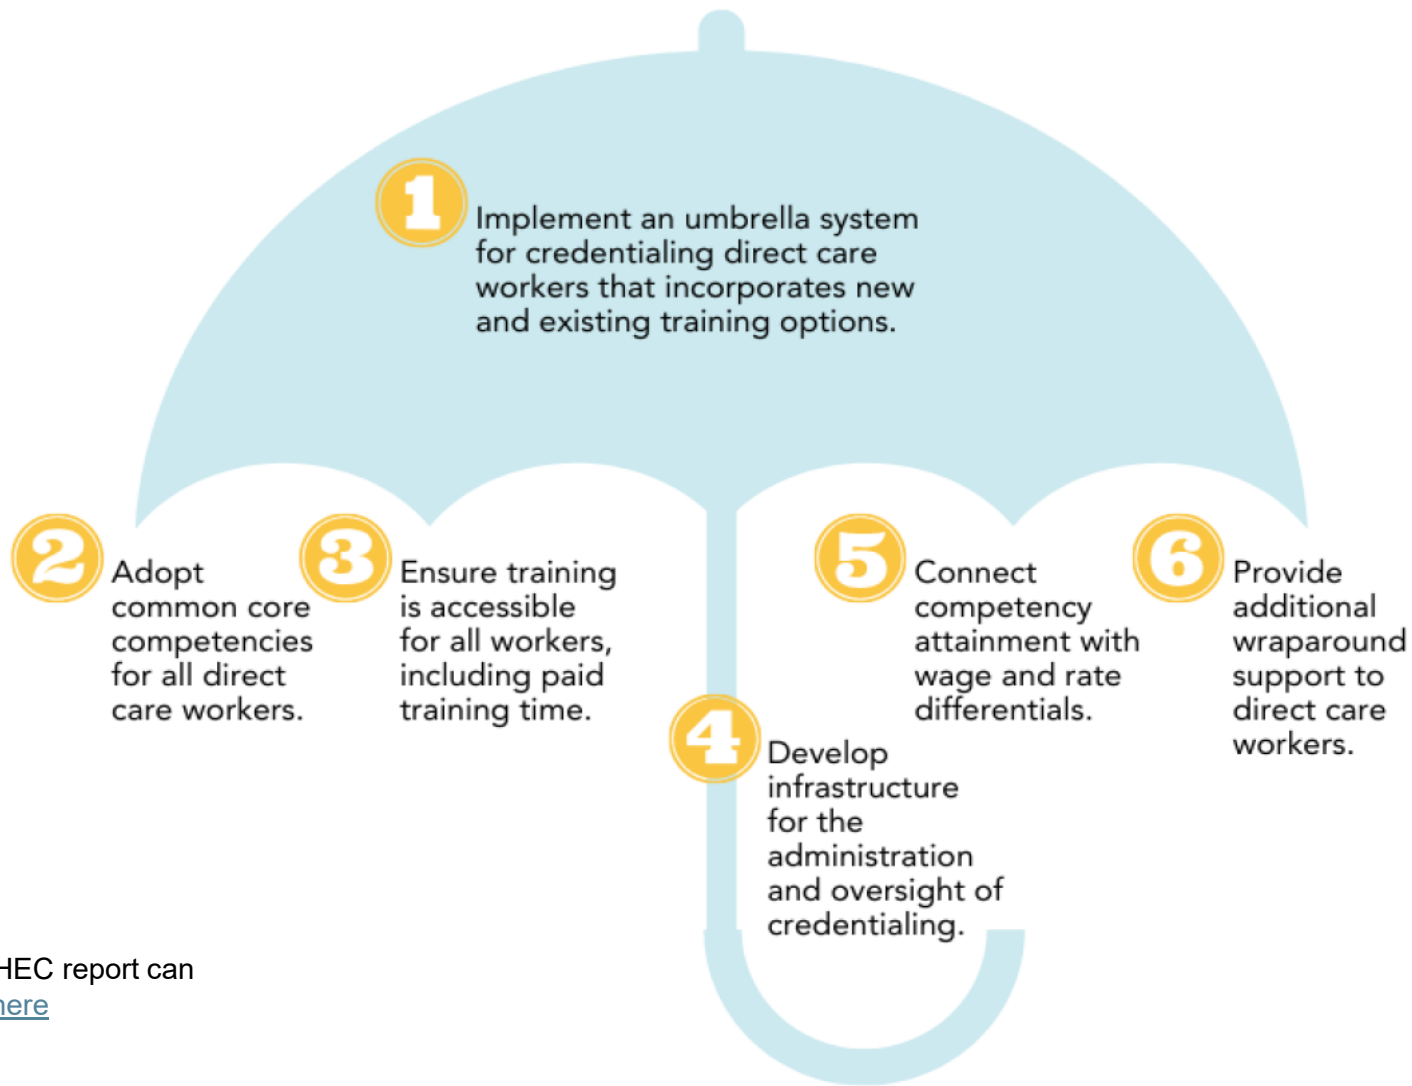 1
Implement an umbrella system
for credentialing direct care
workers that incorporates new
and existing training options.
2
Adopt
common core
competencies
for all direct
care workers.
3
Ensure training
is accessible
for all workers,
including paid
training time.
4
Develop
infrastructure
for the
administration
and oversight of
credentialing.
5
Connect
competency
attainment with
wage and rate
differentials.
6
Provide
additional
wraparound
support to
direct care
workers.
HEC report can
here